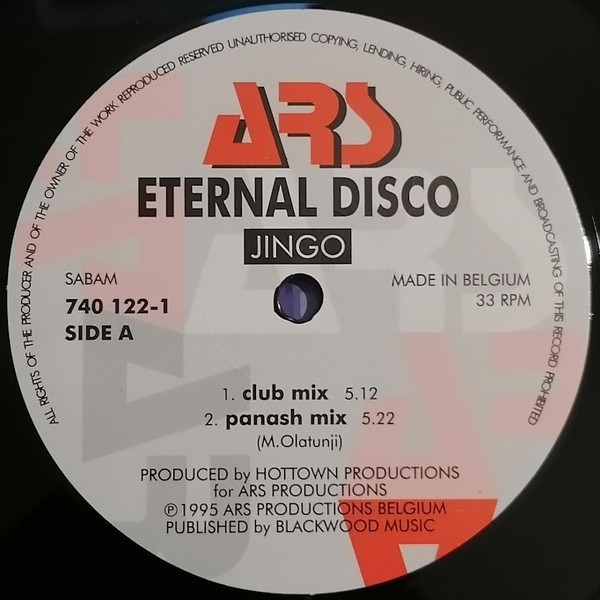 ALL RIGHTS OF THE PRODUCER AND OF THE OWNER OF THE WORK REPRODUCED RESERVED UNAUTHORISED COPYING, LENDING, HIRING, PUBLIC PERFORMANCE AND BROADCASTING OF THIS RECORD PROHIBITED
ARS
ETERNAL DISCO
JINGO
SABAM
740 122-1
SIDE A
MADE IN BELGIUM
33 RPM
1. club mix 5.12
2. panash mix 5.22
(M.Olatunji)
PRODUCED by HOTTOWN PRODUCTIONS
for ARS PRODUCTIONS
℗1995 ARS PRODUCTIONS BELGIUM
PUBLISHED by BLACKWOOD MUSIC